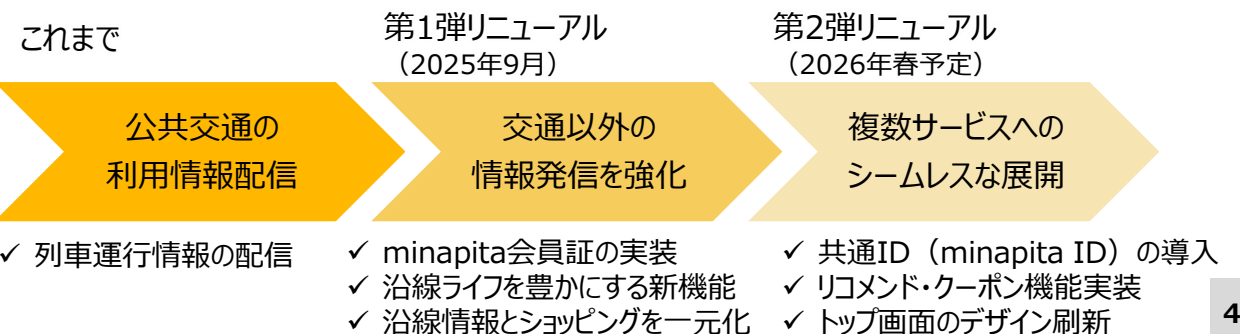 これまで
公共交通の
利用情報配信
✓ 列車運行情報の配信
第1弾リニューアル
（2025年9月）
交通以外の
情報発信を強化
✓ minapita会員証の実装
✓ 沿線ライフを豊かにする新機能
✓ 沿線情報とショッピングを一元化
第2弾リニューアル
（2026年春予定）
複数サービスへの
シームレスな展開
✓ 共通ID（minapita ID）の導入
✓ リコメンド・クーポン機能実装
✓ トップ画面のデザイン刷新
4